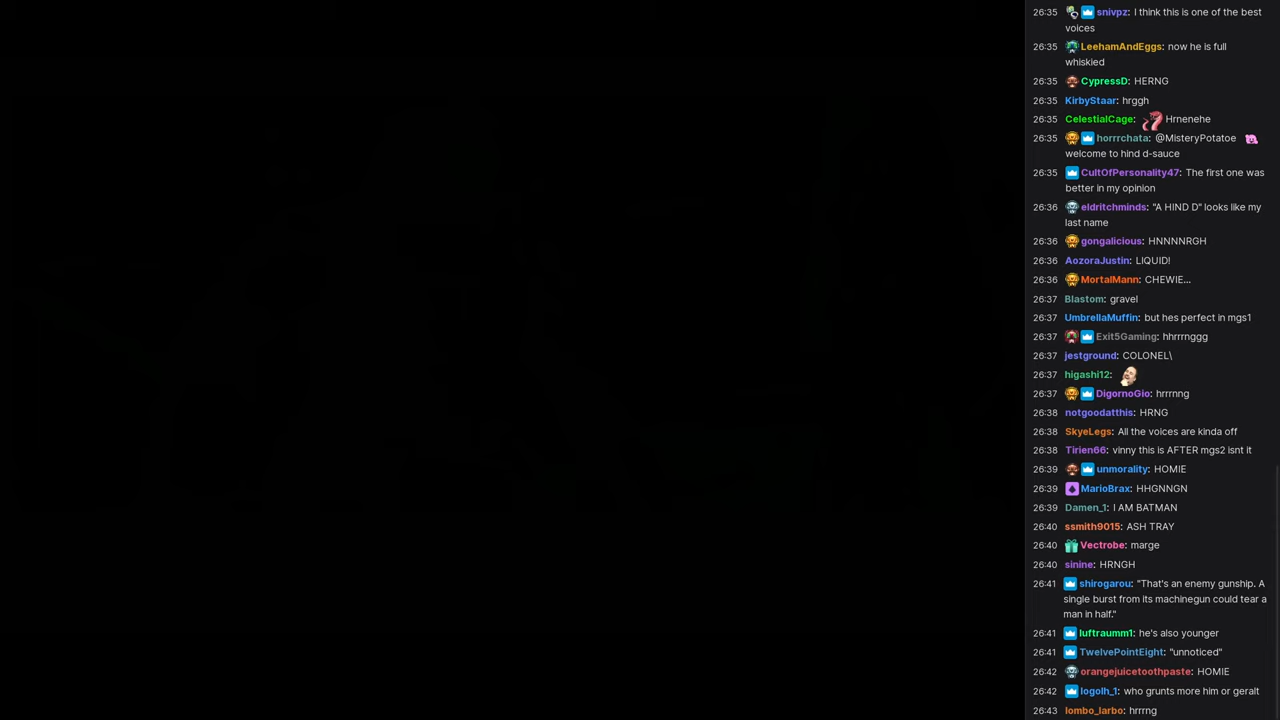 26:35 snivpz: I think this is one of the best
voices
26:35 LeehamAndEggs: now he is full
whiskied
26:35 CypressD: HERNG
26:35 KirbyStaar: hrggh
26:35 CelestialCage: Hrnenehe
26:35 horrrchata: @MisteryPotatoe
welcome to hind d-sauce
26:35 CultOfPersonality47: The first one was
better in my opinion
26:36 eldritchminds: "A HIND D" looks like my
last name
26:36 gongalicious: HNNNNRGH
26:36 AozoraJustin: LIQUID!
26:36 MortalMann: CHEWIE...
26:37 Blastom: gravel
26:37 UmbrellaMuffin: but hes perfect in mgs1
26:37 Exit5Gaming: hhrrrnggg
26:37 jestground: COLONEL\
26:37 higashi12:
26:37 DigornoGio: hrrrng
26:38 notgoodatthis: HRNG
26:38 SkyeLegs: All the voices are kinda off
26:38 Tirien66: vinny this is AFTER mgs2 isnt it
26:39 unmorality: HOMIE
26:39 MarioBrax: HHGNNGN
26:39 Damen_1: I AM BATMAN
26:40 ssmith9015: ASH TRAY
26:40 Vectrobe: marge
26:40 sinine: HRNGH
26:41 shirogarou: "That's an enemy gunship. A
single burst from its machinegun could tear a
man in half."
26:41 luftraumm1: he's also younger
26:41 TwelvePointEight: "unnoticed"
26:42 orangejuicetoothpaste: HOMIE
26:42 logolh_1: who grunts more him or geralt
26:43 lombo_larbo: hrrrng